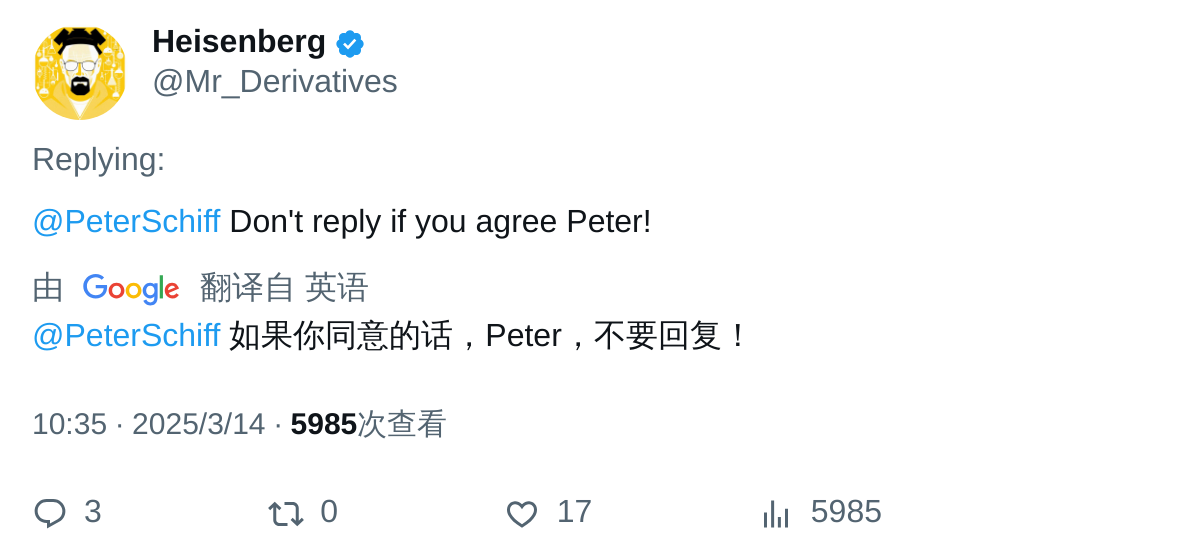 Heisenberg
@Mr_Derivatives
Replying:
@PeterSchiff Don't reply if you agree Peter!
由 Google 翻译自 英语
@PeterSchiff 如果你同意的话，Peter，不要回复！
10:35 · 2025/3/14 · 5985次查看
3 0 17 5985